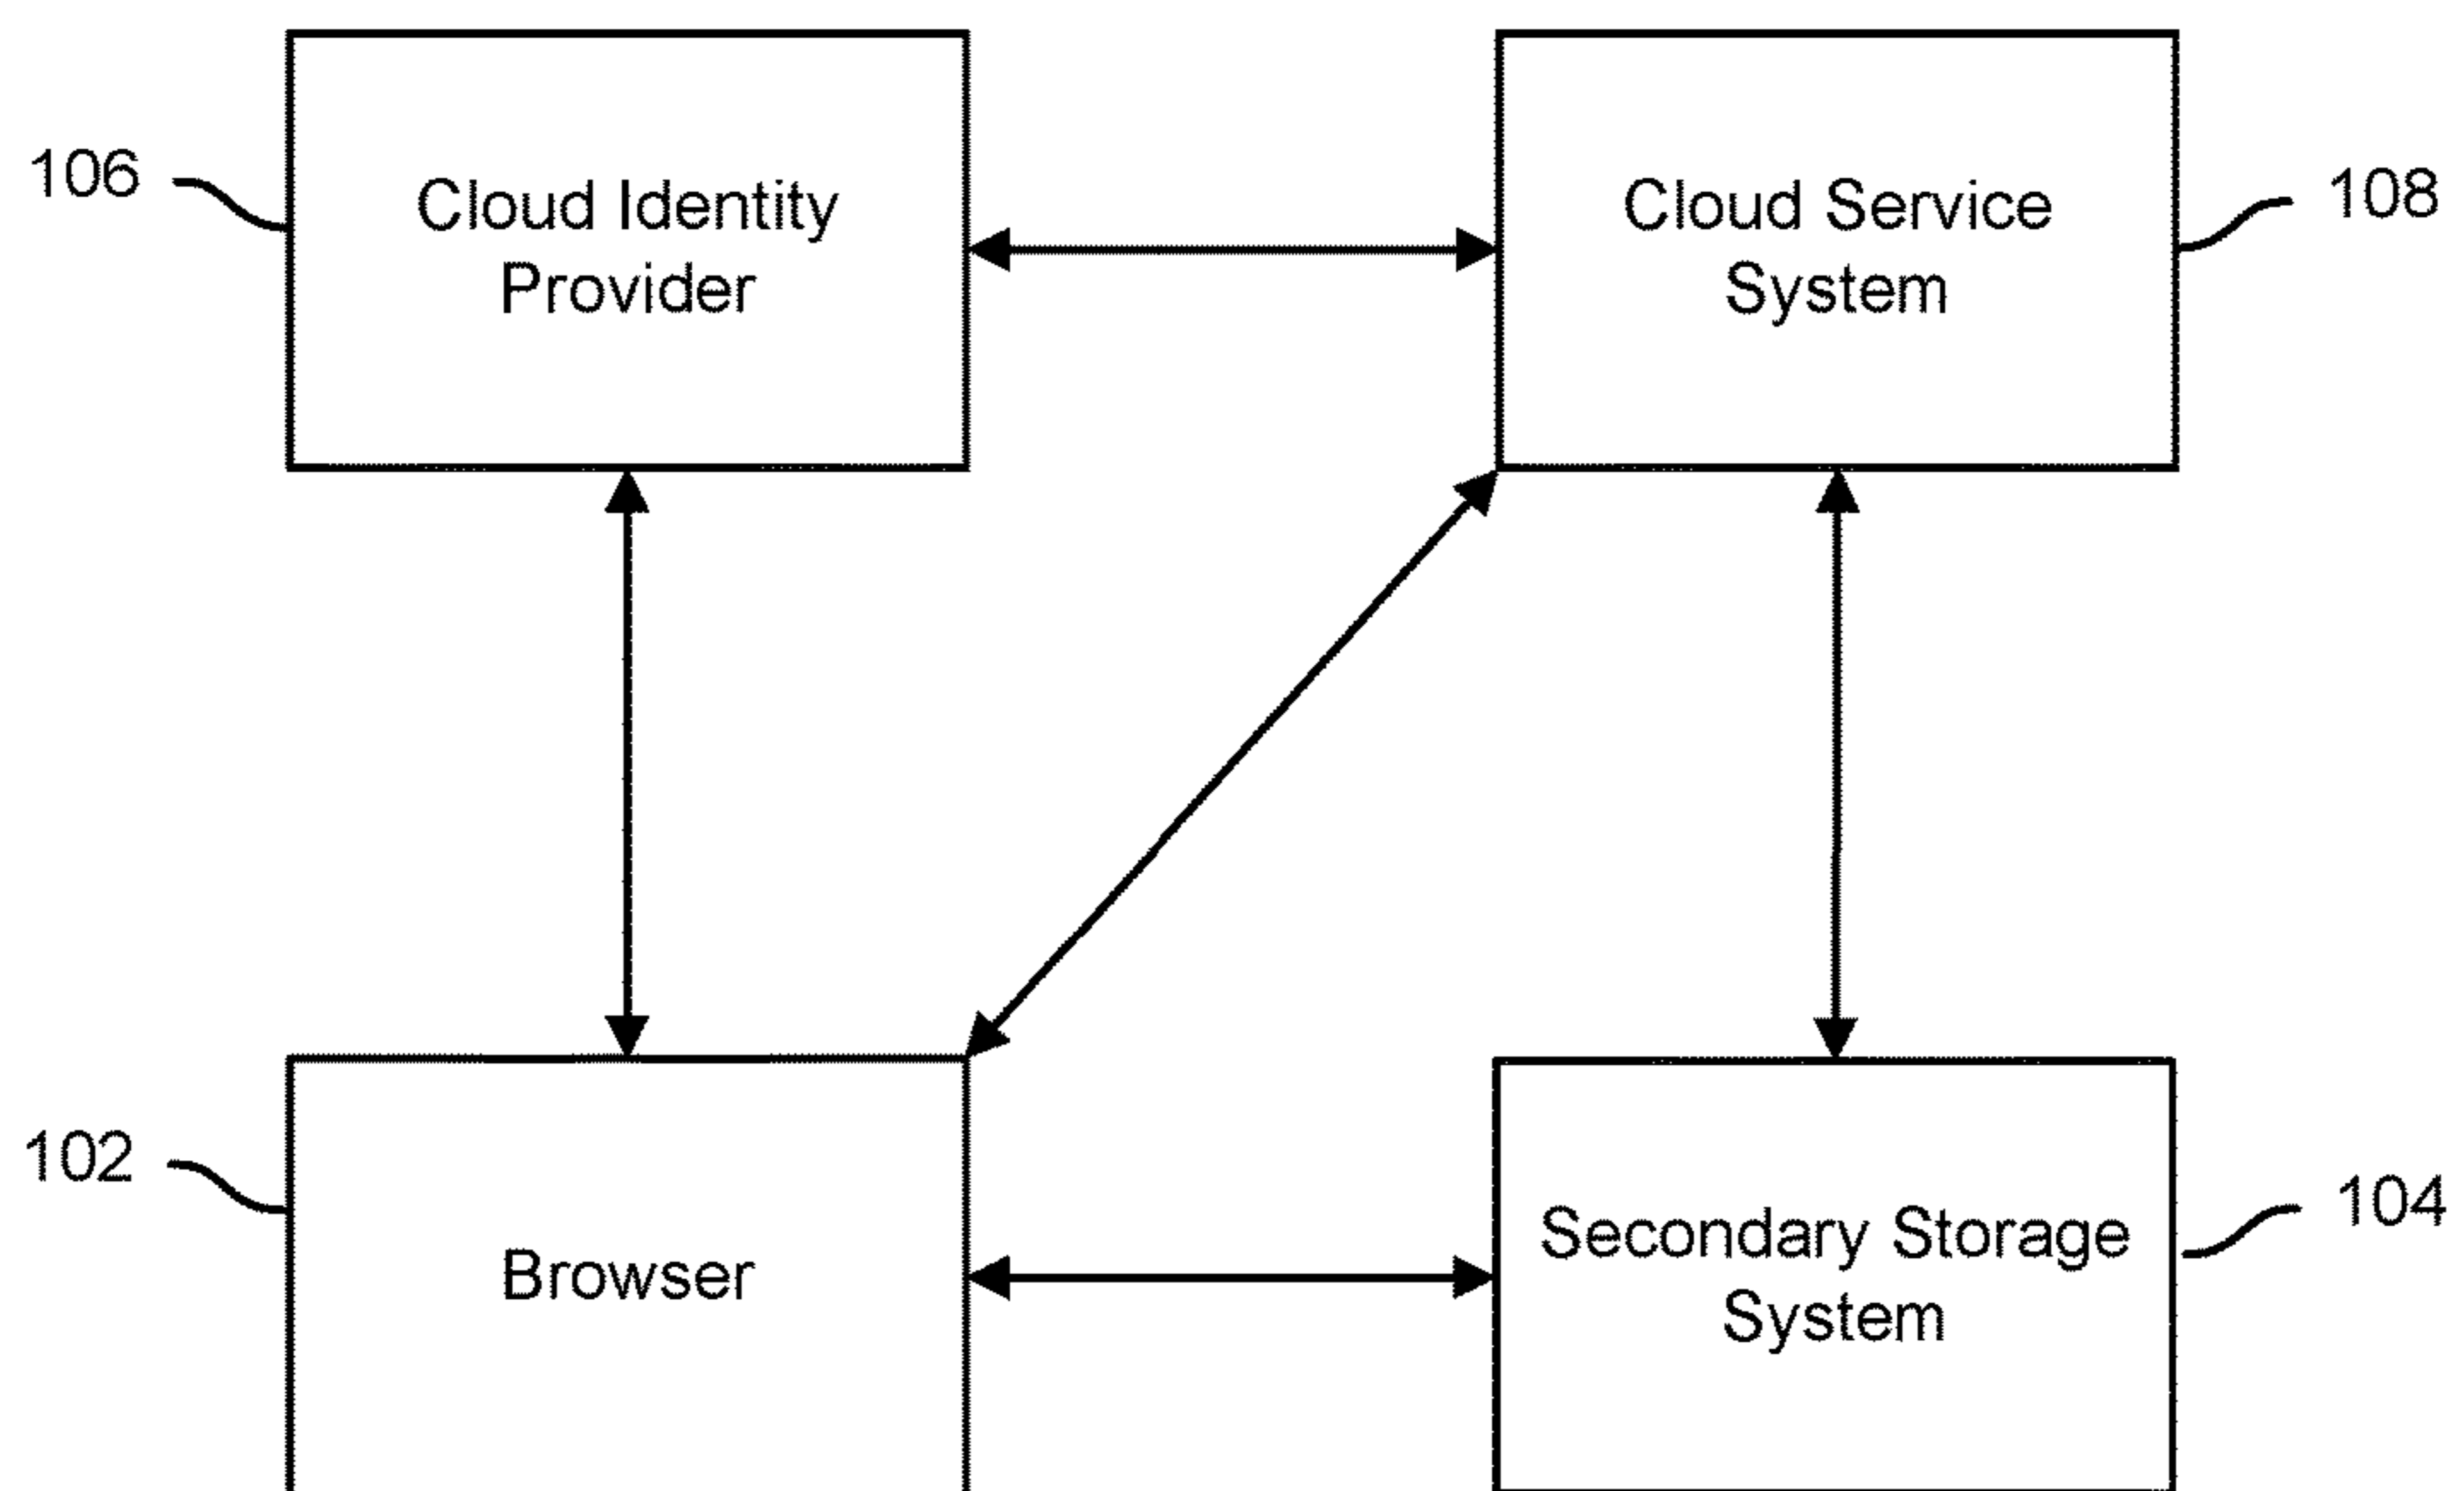 106
Cloud Identity
Provider
Cloud Service
System
108
102
Browser
Secondary Storage
System
104